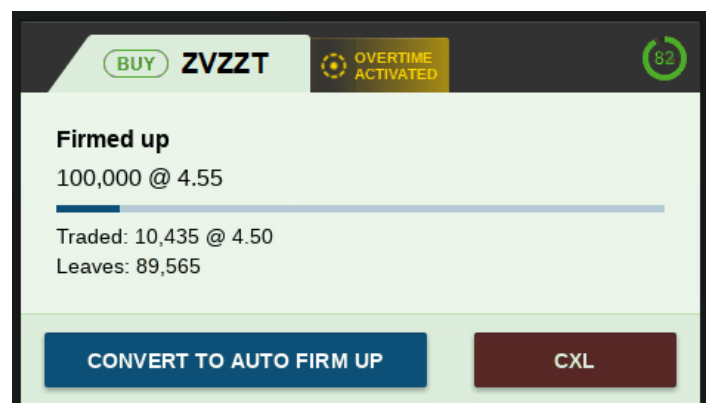 BUY ZVZZT
OVERTIME
ACTIVATED
82
Firmed up
100,000 @ 4.55
Traded: 10,435 @ 4.50
Leaves: 89,565
CONVERT TO AUTO FIRM UP
CXL